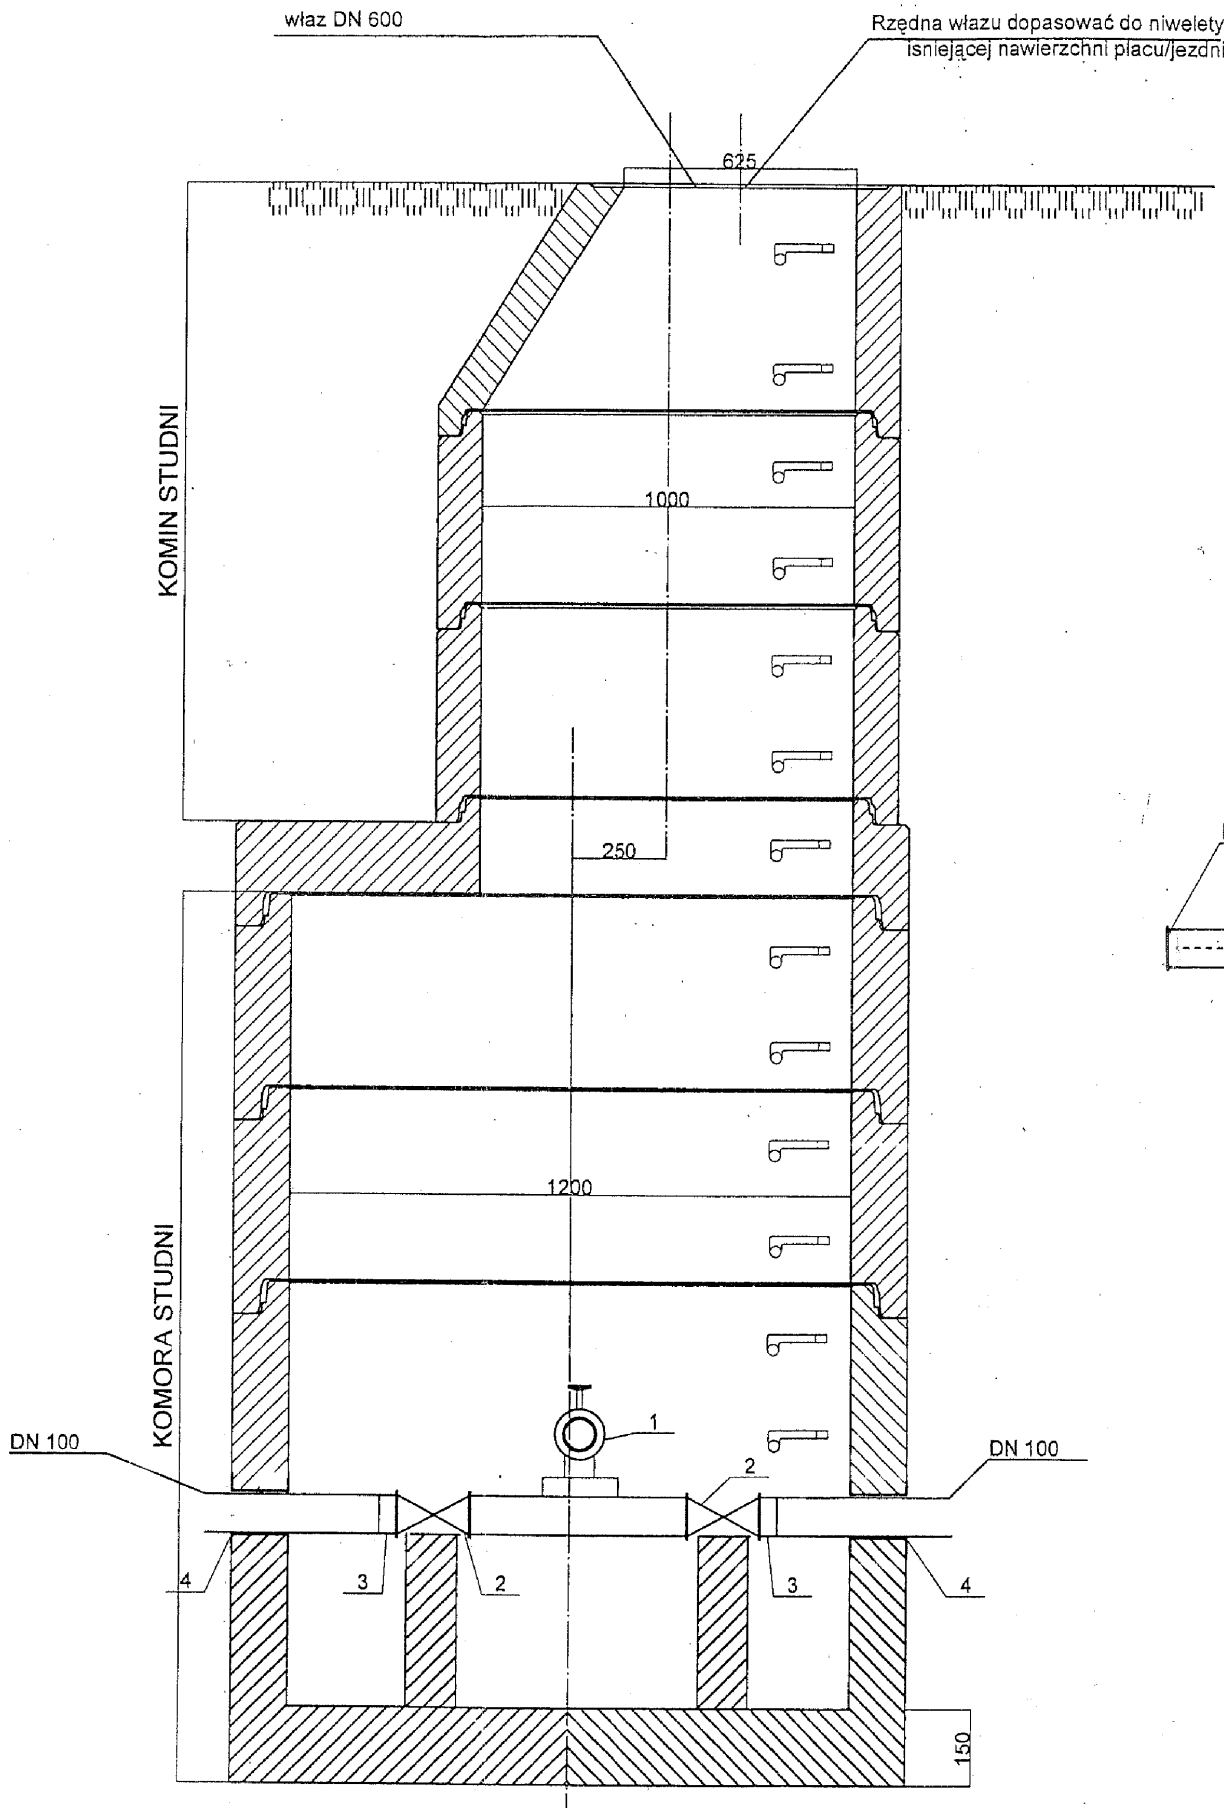 właz DN 600
Rzędna włazu dopasować do niwelety
isniejącej nawierzchni placu/jezdni
625
KOMIN STUDNI
1000
250
1200
KOMORA STUDNI
1
DN 100
DN 100
2
4
3
2
3
4
150